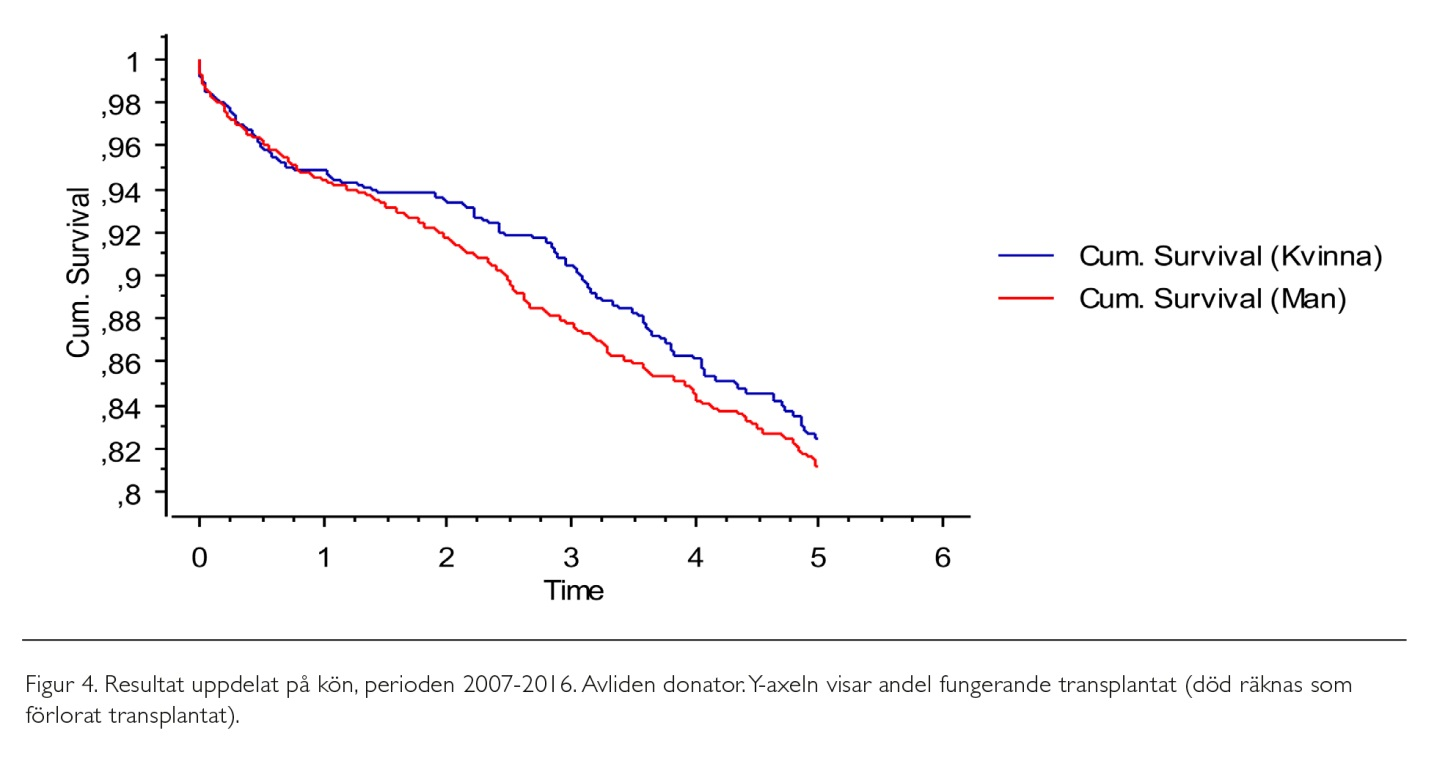 1
,98
,96
,94
,92
,9
,88
,86
,84
,82
,8
Cum. Survival
0 1 2 3 4 5 6
Time
Cum. Survival (Kvinna)
Cum. Survival (Man)
Figur 4. Resultat uppdelat på kön, perioden 2007-2016. Avliden donator. Y-axeln visar andel fungerande transplantat (död räknas som
förlorat transplantat).